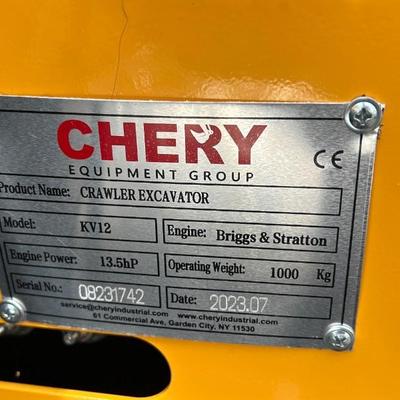 CHERY
EQUIPMENT GROUP
CE
Product Name: CRAWLER EXCAVATOR
Model: KV12 Engine: Briggs & Stratton
Engine Power: 13.5hP Operating Weight: 1000 Kg
Serial No.: 08231742 Date: 2023.07
service@cheryindustrial.com www.cheryindustrial.com
61 Commercial Ave, Garden City, NY 11530